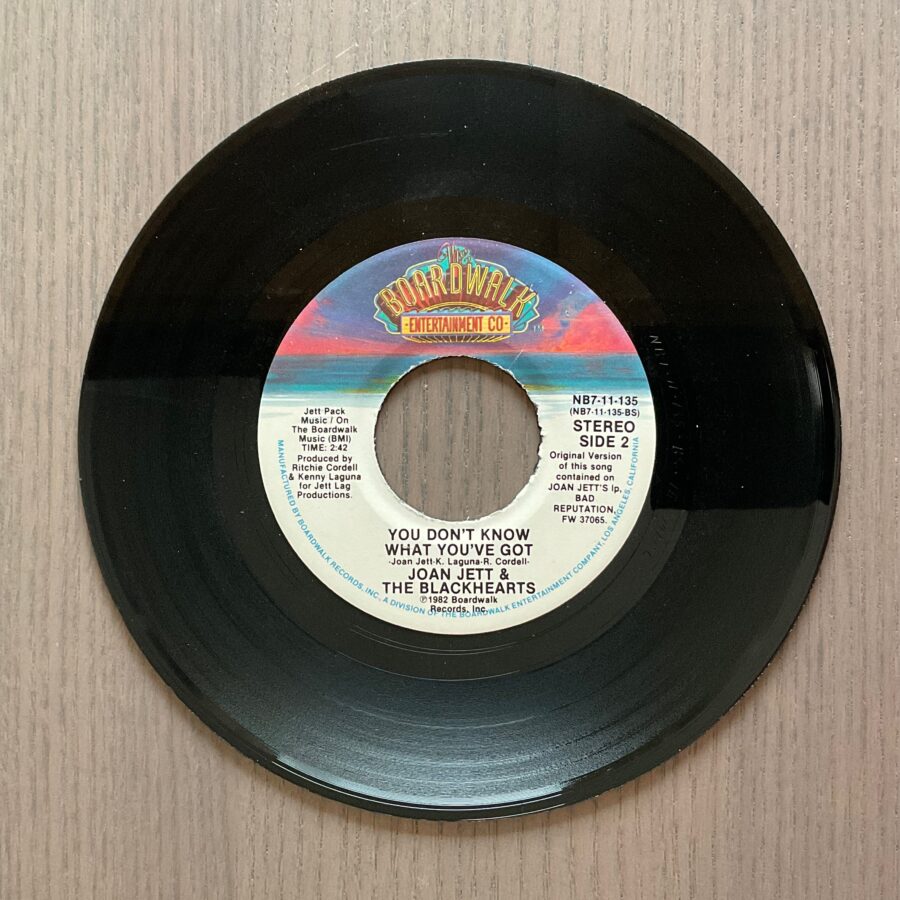 The
BOARDWALK
ENTERTAINMENT CO
TM
Jett Pack
Music / On
The Boardwalk
Music (BMI)
TIME: 2:42
Produced by
Ritchie Cordell
& Kenny Laguna
for Jett Lag
Productions.
NB7-11-135
(NB7-11-135-BS)
STEREO
SIDE 2
Original Version
of this song
contained on
JOAN JETT'S lp,
BAD
REPUTATION,
FW 37065.
YOU DON'T KNOW
WHAT YOU'VE GOT
-Joan Jett-K. Laguna-R. Cordell-
JOAN JETT &
THE BLACKHEARTS
℗1982 Boardwalk
Records, Inc.
MANUFACTURED BY BOARDWALK RECORDS, INC., A DIVISION OF THE BOARDWALK ENTERTAINMENT COMPANY, LOS ANGELES, CALIFORNIA